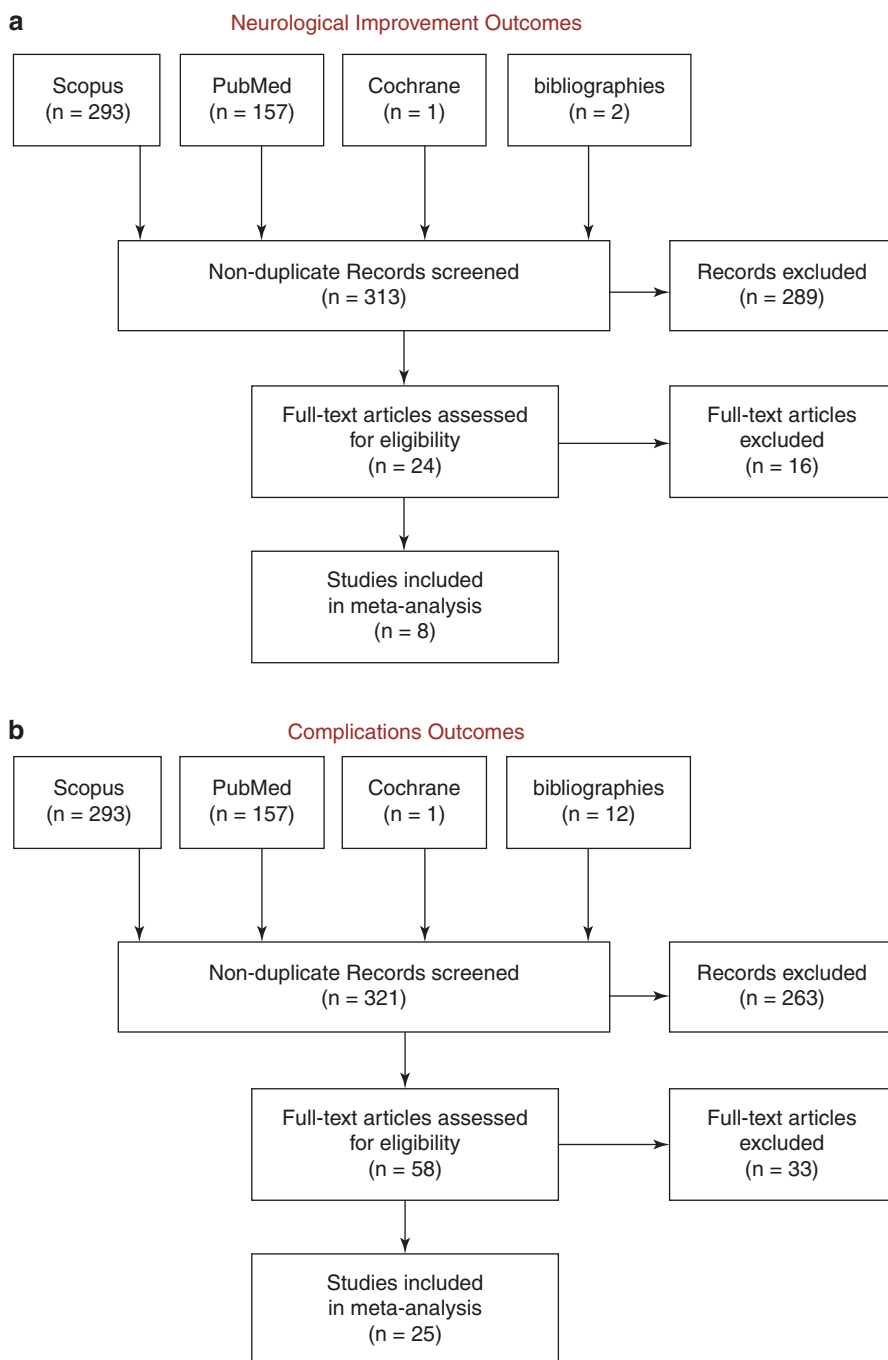 a
Neurological Improvement Outcomes
Scopus
(n = 293)
PubMed
(n = 157)
Cochrane
(n = 1)
bibliographies
(n = 2)
Non-duplicate Records screened
(n = 313)
Records excluded
(n = 289)
Full-text articles assessed
for eligibility
(n = 24)
Full-text articles
excluded
(n = 16)
Studies included
in meta-analysis
(n = 8)
b
Complications Outcomes
Scopus
(n = 293)
PubMed
(n = 157)
Cochrane
(n = 1)
bibliographies
(n = 12)
Non-duplicate Records screened
(n = 321)
Records excluded
(n = 263)
Full-text articles assessed
for eligibility
(n = 58)
Full-text articles
excluded
(n = 33)
Studies included
in meta-analysis
(n = 25)